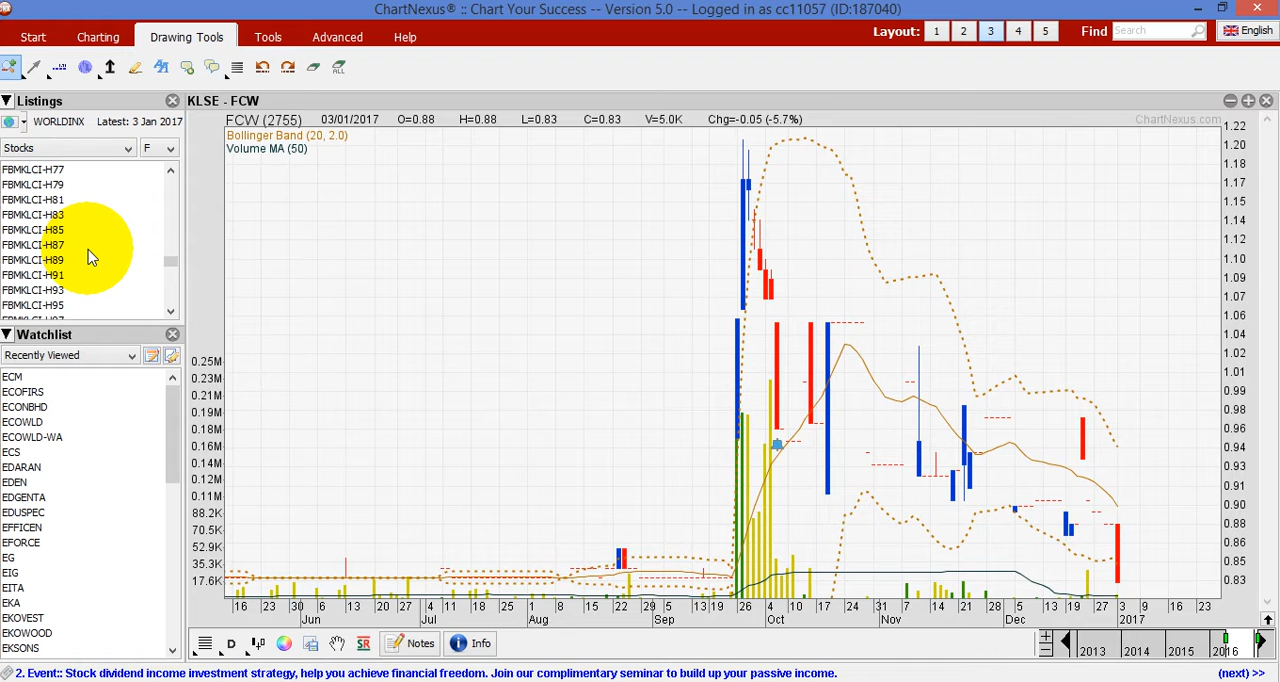 ChartNexus® :: Chart Your Success -- Version 5.0 -- Logged in as cc11057 (ID:187040)
Start Charting Drawing Tools Tools Advanced Help Layout: 1 2 3 4 5 Find Search English
ALL
Listings
WORLDINX Latest: 3 Jan 2017
Stocks F
FBMKLCI-H77
FBMKLCI-H79
FBMKLCI-H81
FBMKLCI-H83
FBMKLCI-H85
FBMKLCI-H87
FBMKLCI-H89
FBMKLCI-H91
FBMKLCI-H93
FBMKLCI-H95
Watchlist
Recently Viewed
ECM
ECOFIRS
ECONBHD
ECOWLD
ECOWLD-WA
ECS
EDARAN
EDEN
EDGENTA
EDUSPEC
EFFICEN
EFORCE
EG
EIG
EITA
EKA
EKOVEST
EKOWOOD
EKSONS
KLSE - FCW
FCW (2755) 03/01/2017 O=0.88 H=0.88 L=0.83 C=0.83 V=5.0K Chg=-0.05 (-5.7%) ChartNexus.com
Bollinger Band (20, 2.0)
Volume MA (50)
1.22
1.20
1.18
1.17
1.15
1.14
1.12
1.10
1.09
1.07
1.06
1.04
1.02
1.01
0.99
0.98
0.96
0.94
0.93
0.91
0.90
0.88
0.86
0.85
0.83
0.25M
0.23M
0.21M
0.19M
0.18M
0.16M
0.14M
0.12M
0.11M
88.2K
70.5K
52.9K
35.3K
17.6K
16 23 30 6 13 20 27 4 11 18 25 1 8 15 22 29 5 13 19 26 4 10 17 24 31 7 14 21 28 5 13 19 27 3 9 16 23
Jun Jul Aug Sep Oct Nov Dec 2017
D SR Notes Info 2013 2014 2015 2016
2. Event:: Stock dividend income investment strategy, help you achieve financial freedom. Join our complimentary seminar to build up your passive income. (next) >>